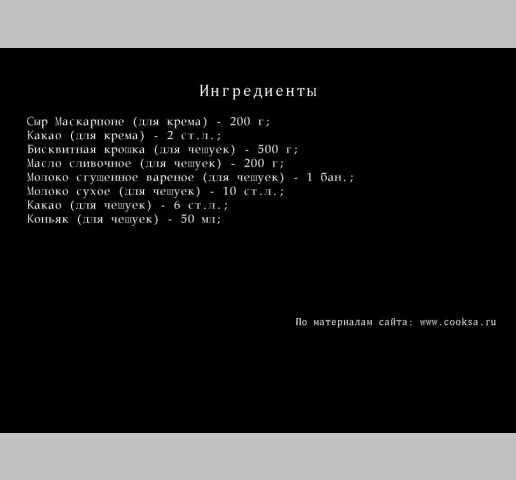 Ингредиенты
Сыр Маскарпоне (для крема) - 200 г;
Какао (для крема) - 2 ст.л.;
Бисквитная крошка (для чешуек) - 500 г;
Масло сливочное (для чешуек) - 200 г;
Молоко сгушенное вареное (для чешуек) - 1 бан.;
Молоко сухое (для чешуек) - 10 ст.л.;
Какао (для чешуек) - 6 ст.л.;
Коньяк (для чешуек) - 50 мл;
По материалам сайта: www.cooksa.ru